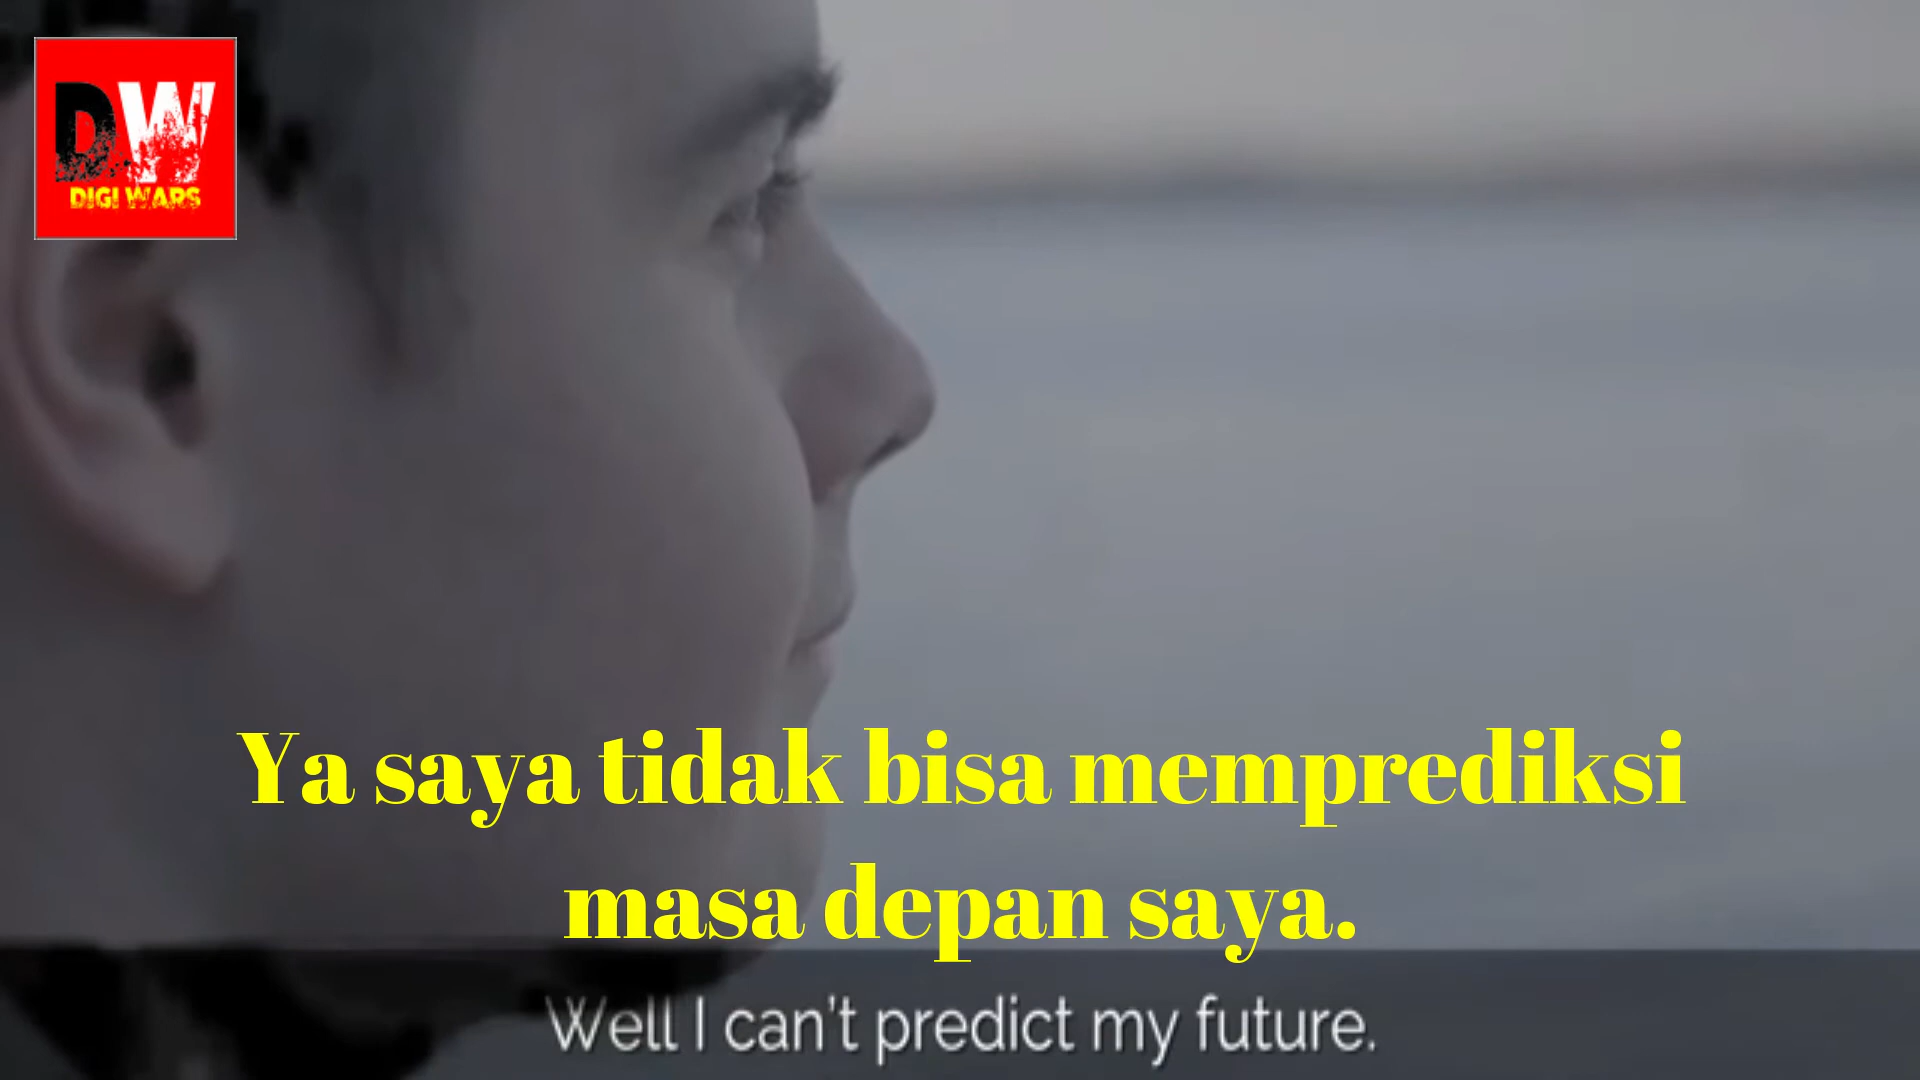 DW
DIGI WARS
Ya saya tidak bisa memprediksi
masa depan saya.
Well I can't predict my future.